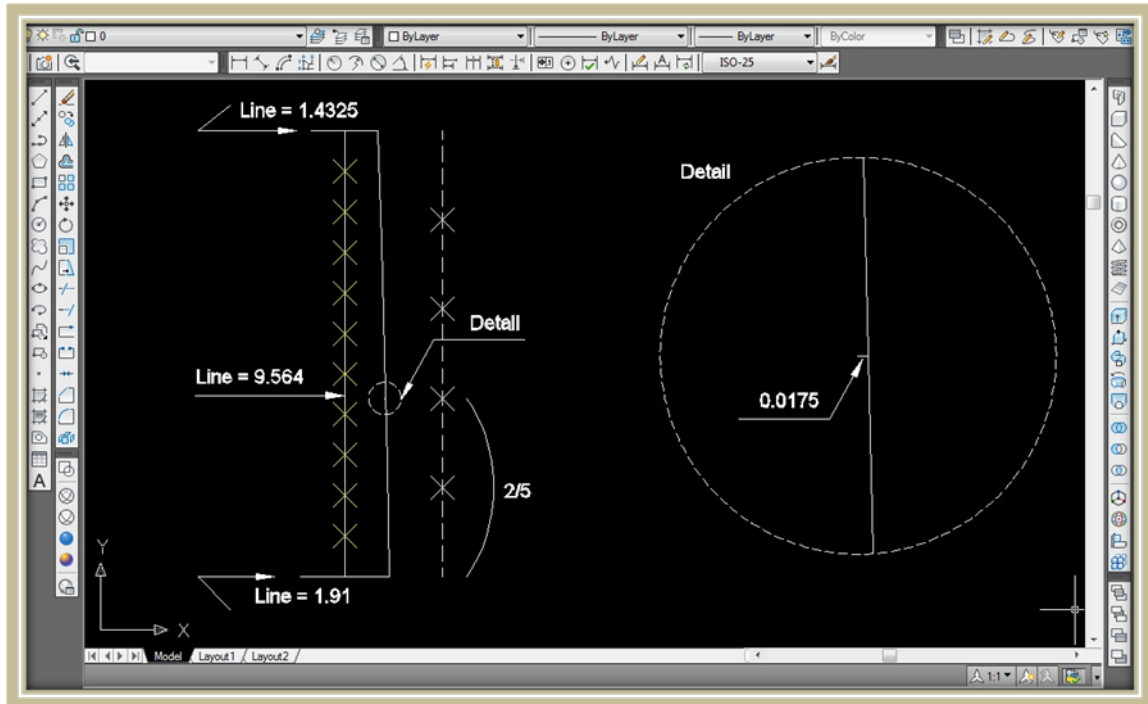 0
ByLayer
ByLayer
ByLayer
ByColor
ISO-25
Line = 1.4325
Detail
Detail
Line = 9.564
0.0175
2/5
Line = 1.91
Y
X
A
Model Layout1 Layout2
1:1